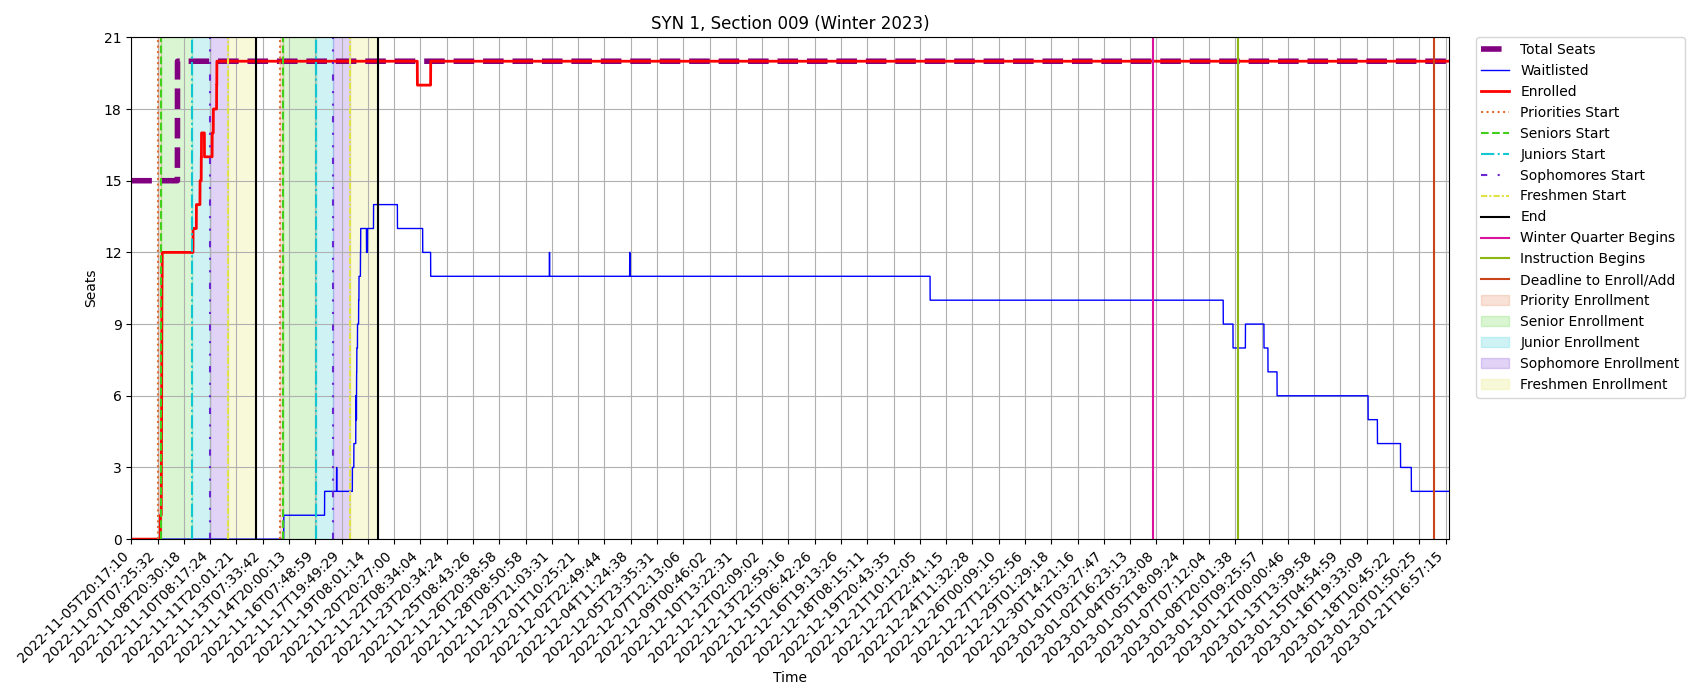 SYN 1, Section 009 (Winter 2023)
21
18
15
12
9
6
3
0
Seats
2022-11-05T20:17:10
2022-11-07T07:25:32
2022-11-08T20:30:18
2022-11-10T08:17:24
2022-11-11T20:01:21
2022-11-13T07:33:42
2022-11-14T20:00:13
2022-11-16T07:48:59
2022-11-17T19:49:29
2022-11-19T08:01:14
2022-11-20T20:27:00
2022-11-22T08:34:04
2022-11-23T20:34:24
2022-11-25T08:43:26
2022-11-26T20:38:50
2022-11-28T08:50:58
2022-11-29T21:03:31
2022-12-01T10:25:21
2022-12-02T22:49:44
2022-12-04T11:24:38
2022-12-05T23:35:31
2022-12-07T12:13:06
2022-12-09T00:46:02
2022-12-10T13:22:31
2022-12-12T02:09:02
2022-12-13T22:59:16
2022-12-15T06:42:26
2022-12-16T19:13:26
2022-12-18T08:15:11
2022-12-19T20:43:35
2022-12-21T10:12:05
2022-12-22T22:41:15
2022-12-24T11:32:28
2022-12-26T00:09:10
2022-12-27T12:52:56
2022-12-29T01:29:18
2022-12-30T14:21:16
2023-01-01T03:27:47
2023-01-02T16:23:13
2023-01-04T05:23:08
2023-01-05T18:09:24
2023-01-07T07:12:04
2023-01-08T20:01:38
2023-01-10T09:25:57
2023-01-12T00:00:46
2023-01-13T13:39:58
2023-01-15T04:54:59
2023-01-16T19:33:09
2023-01-18T10:45:22
2023-01-20T01:50:25
2023-01-21T16:57:15
Time
Total Seats
Waitlisted
Enrolled
Priorities Start
Seniors Start
Juniors Start
Sophomores Start
Freshmen Start
End
Winter Quarter Begins
Instruction Begins
Deadline to Enroll/Add
Priority Enrollment
Senior Enrollment
Junior Enrollment
Sophomore Enrollment
Freshmen Enrollment